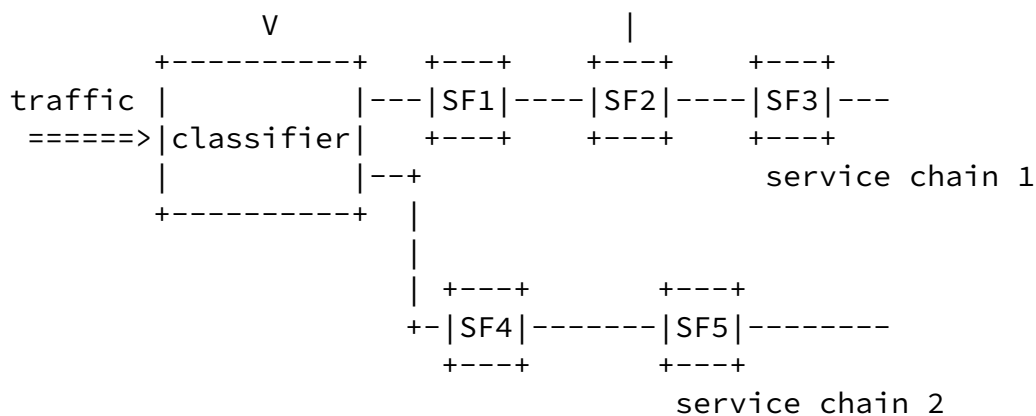 V                      |
    +----------+   +---+    +---+    +---+
traffic |          |---|SF1|----|SF2|----|SF3|---
======>|classifier|   +---+    +---+    +---+
    |          |--+                service chain 1
    +----------+  |
                  |
                  | +---+       +---+
                  +-|SF4|-------|SF5|--------
                    +---+       +---+
                              service chain 2